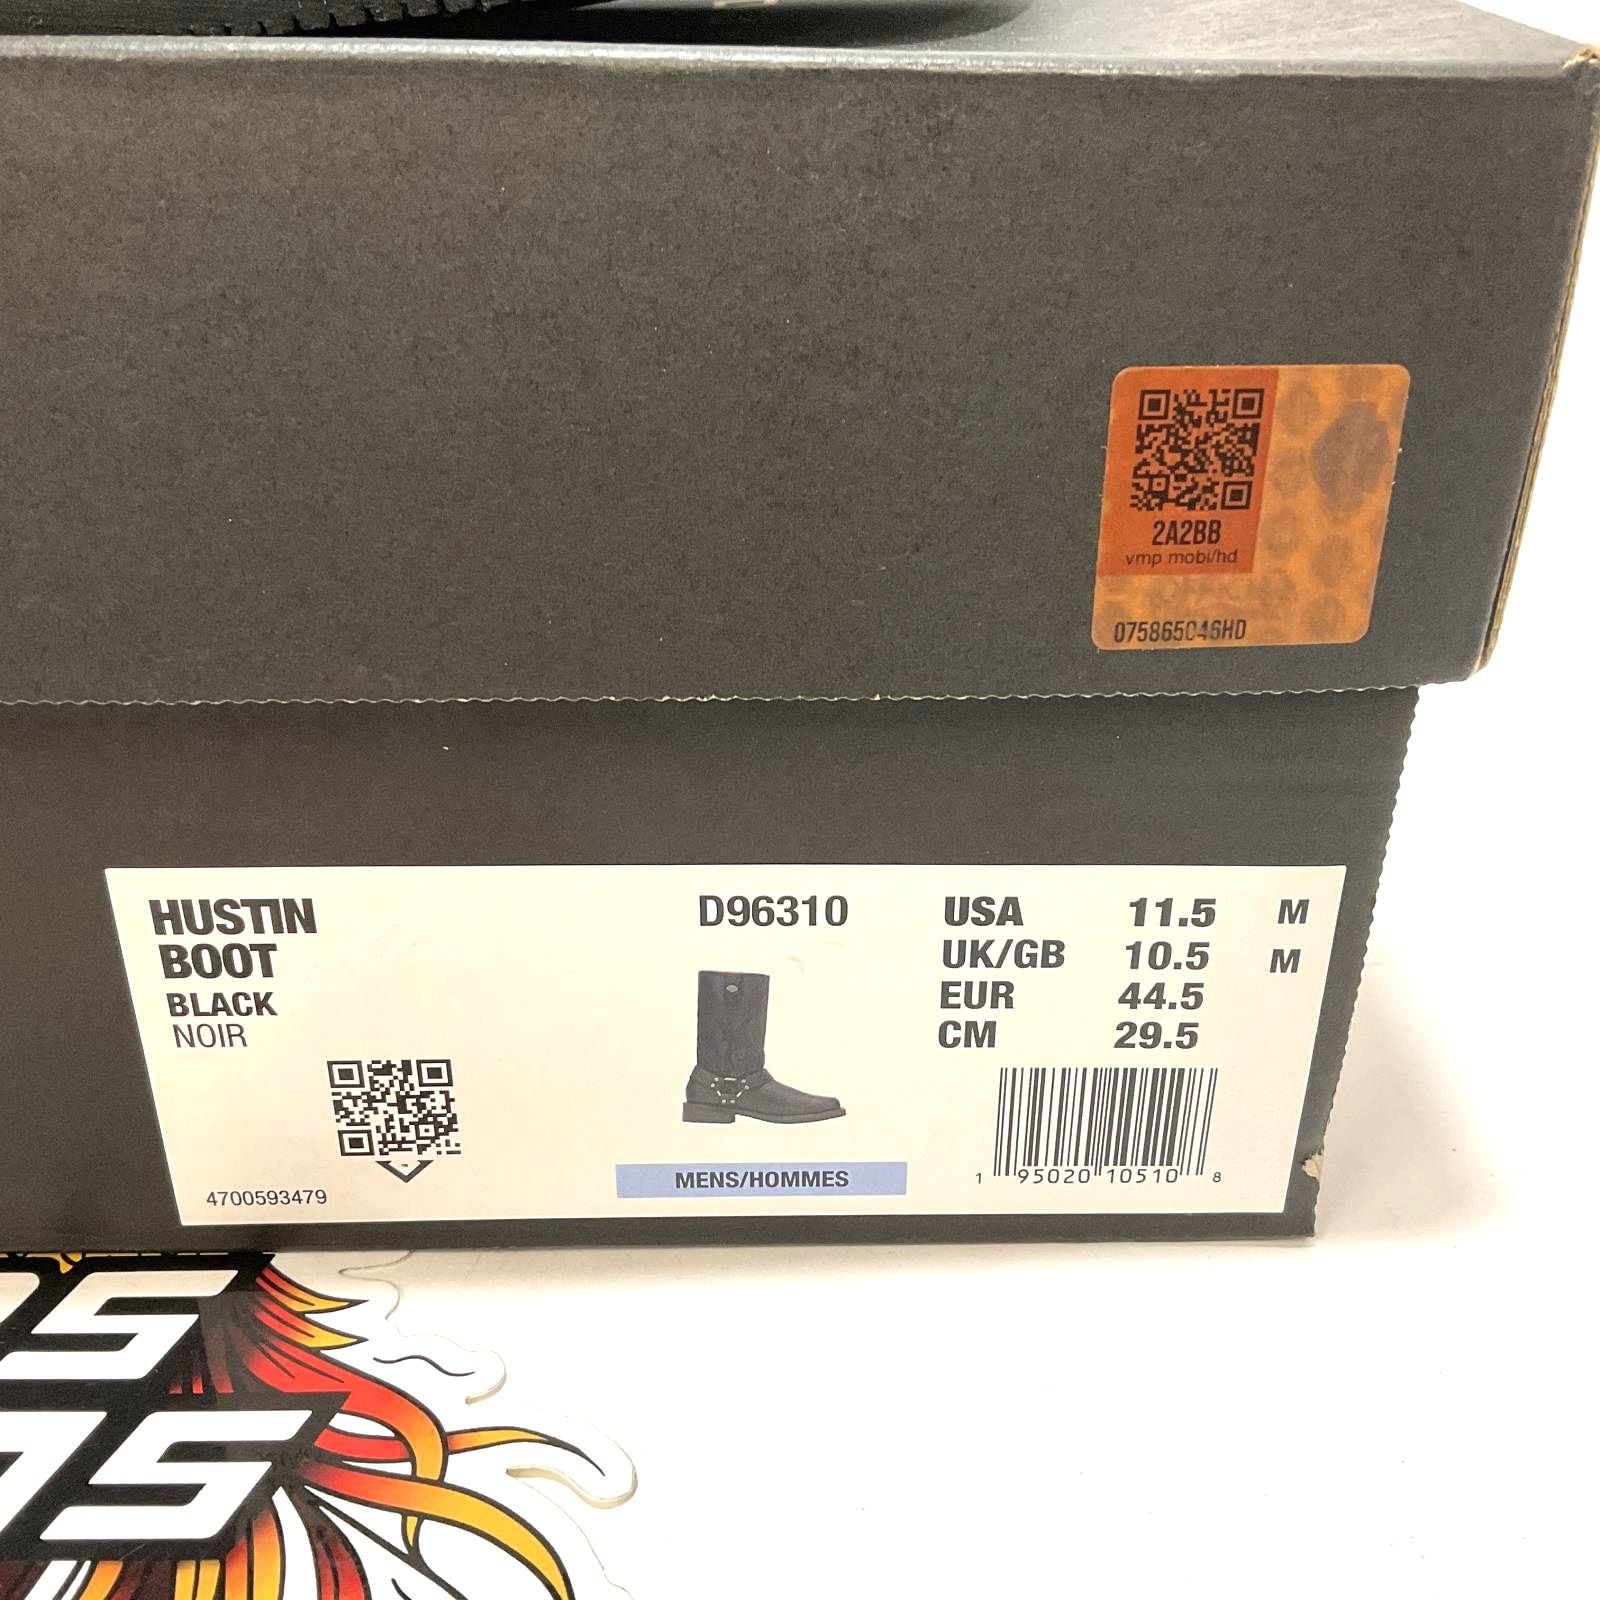 2A2BB
vmp mobi/hd
075865046HD
HUSTIN
BOOT
BLACK
NOIR
4700593479
D96310
MENS/HOMMES
USA 11.5 M
UK/GB 10.5 M
EUR 44.5
CM 29.5
1 95020 10510 8